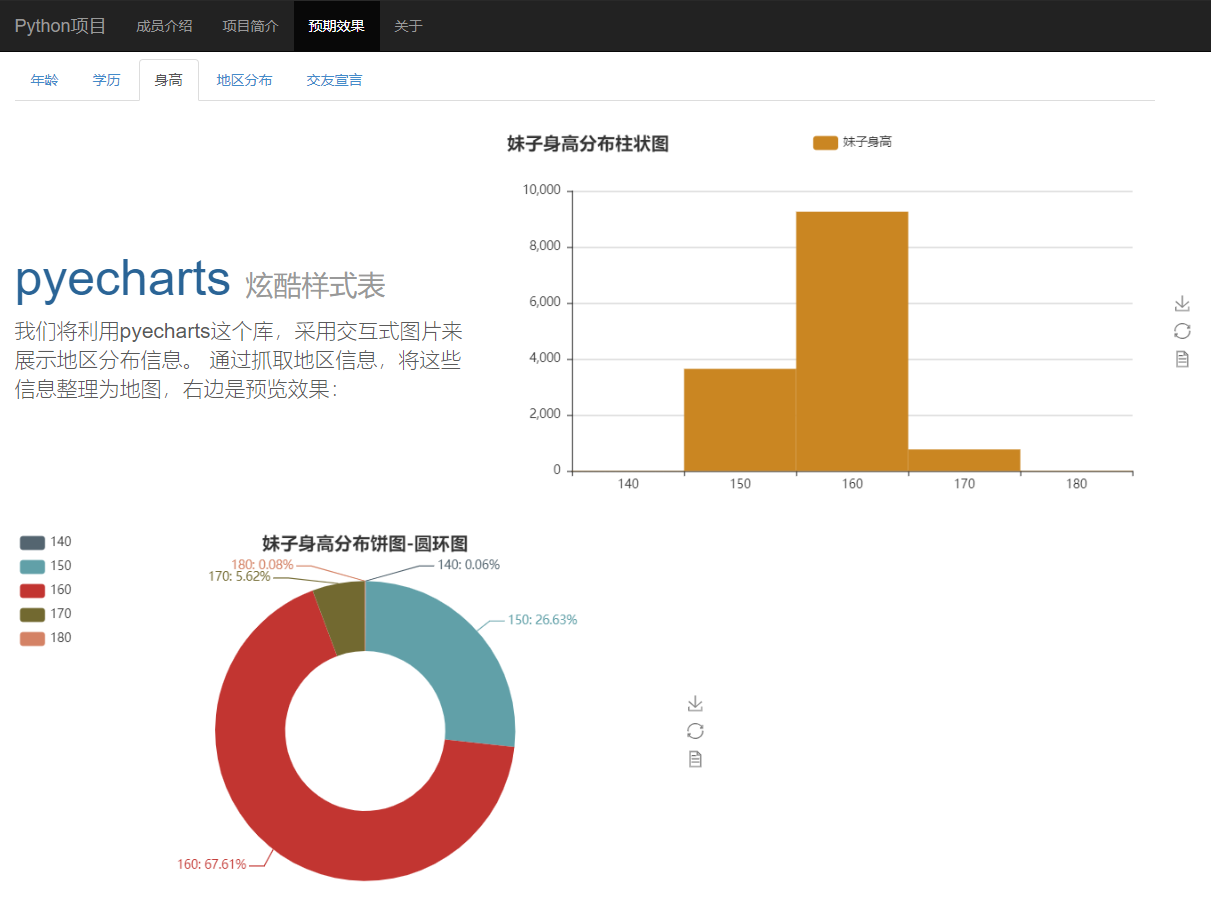 Python项目 成员介绍 项目简介 预期效果 关于
年龄 学历 身高 地区分布 交友宣言
妹子身高分布柱状图 妹子身高
10,000
8,000
6,000
4,000
2,000
0
140 150 160 170 180
pyecharts 炫酷样式表
我们将利用pyecharts这个库，采用交互式图片来
展示地区分布信息。 通过抓取地区信息，将这些
信息整理为地图，右边是预览效果：
140
150
160
170
180
妹子身高分布饼图-圆环图
180: 0.08% 140: 0.06%
170: 5.62%
150: 26.63%
160: 67.61%